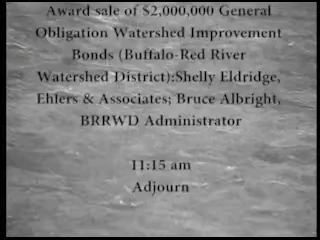 Award sale of $2,000,000 General
Obligation Watershed Improvement
Bonds (Buffalo-Red River
Watershed District):Shelly Eldridge,
Ehlers & Associates; Bruce Albright,
BRRWD Administrator
11:15 am
Adjourn